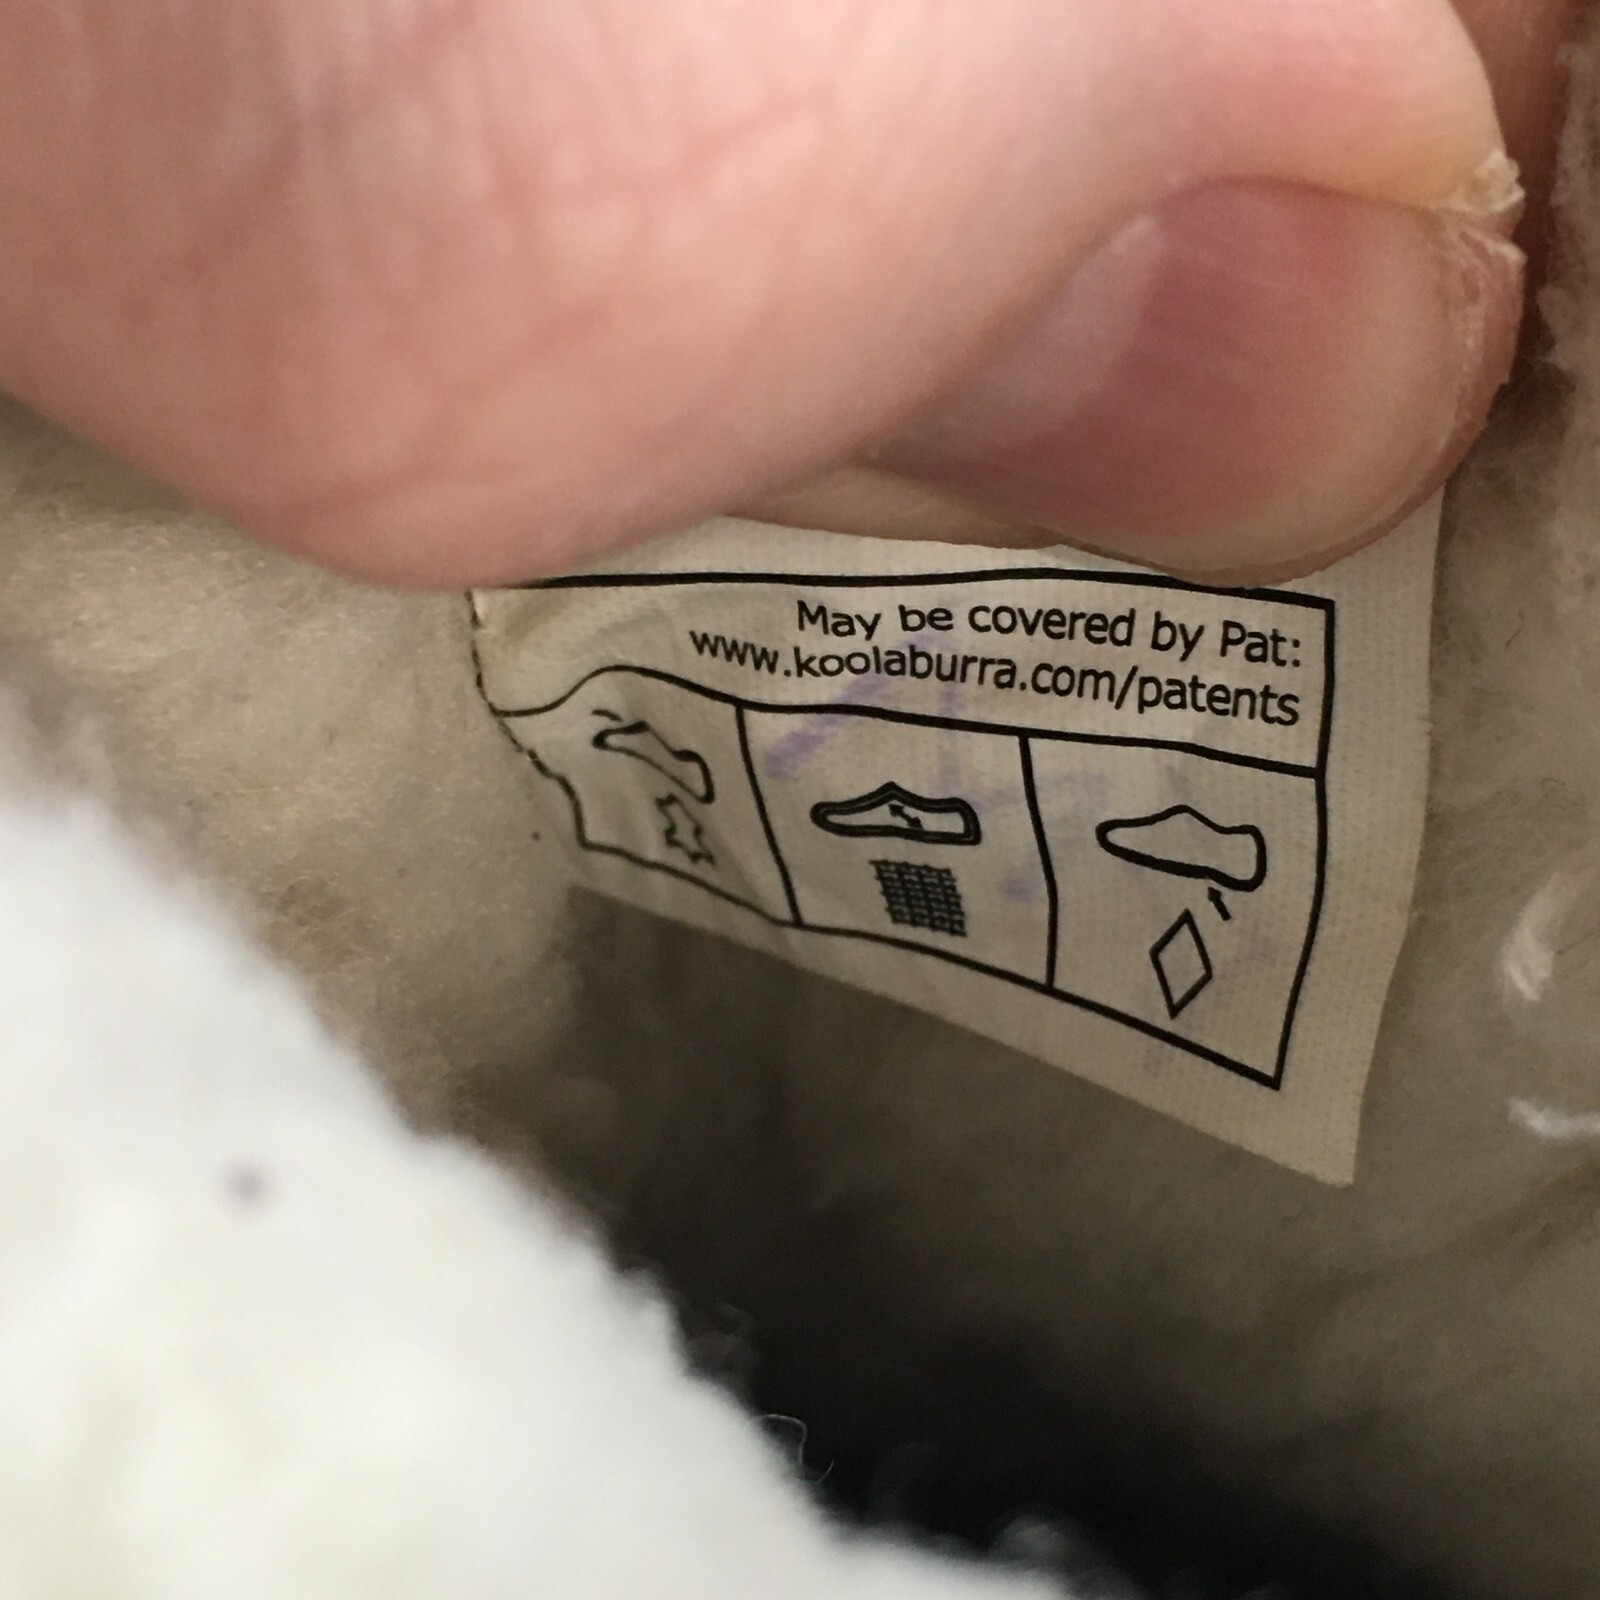 May be covered by Pat:
www.koolaburra.com/patents